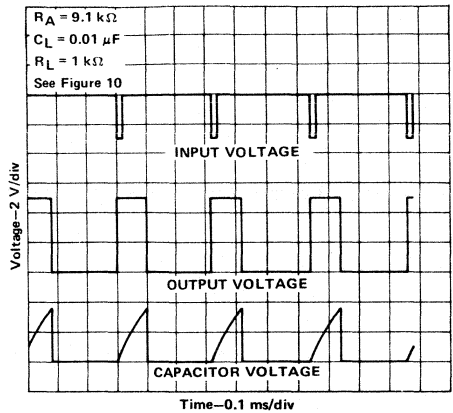 RA = 9.1 kΩ
CL = 0.01 µF
RL = 1 kΩ
See Figure 10
INPUT VOLTAGE
Voltage—2 V/div
OUTPUT VOLTAGE
CAPACITOR VOLTAGE
Time—0.1 ms/div